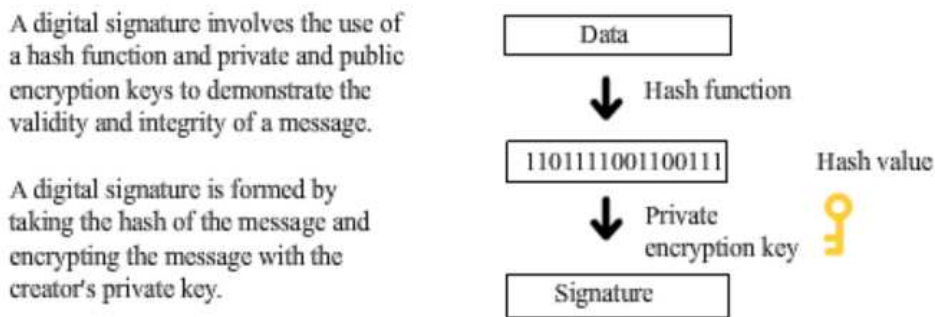 A digital signature involves the use of
a hash function and private and public
encryption keys to demonstrate the
validity and integrity of a message.
A digital signature is formed by
taking the hash of the message and
encrypting the message with the
creator's private key.
Data
Hash function
1101111001100111
Hash value
Private
encryption key
Signature